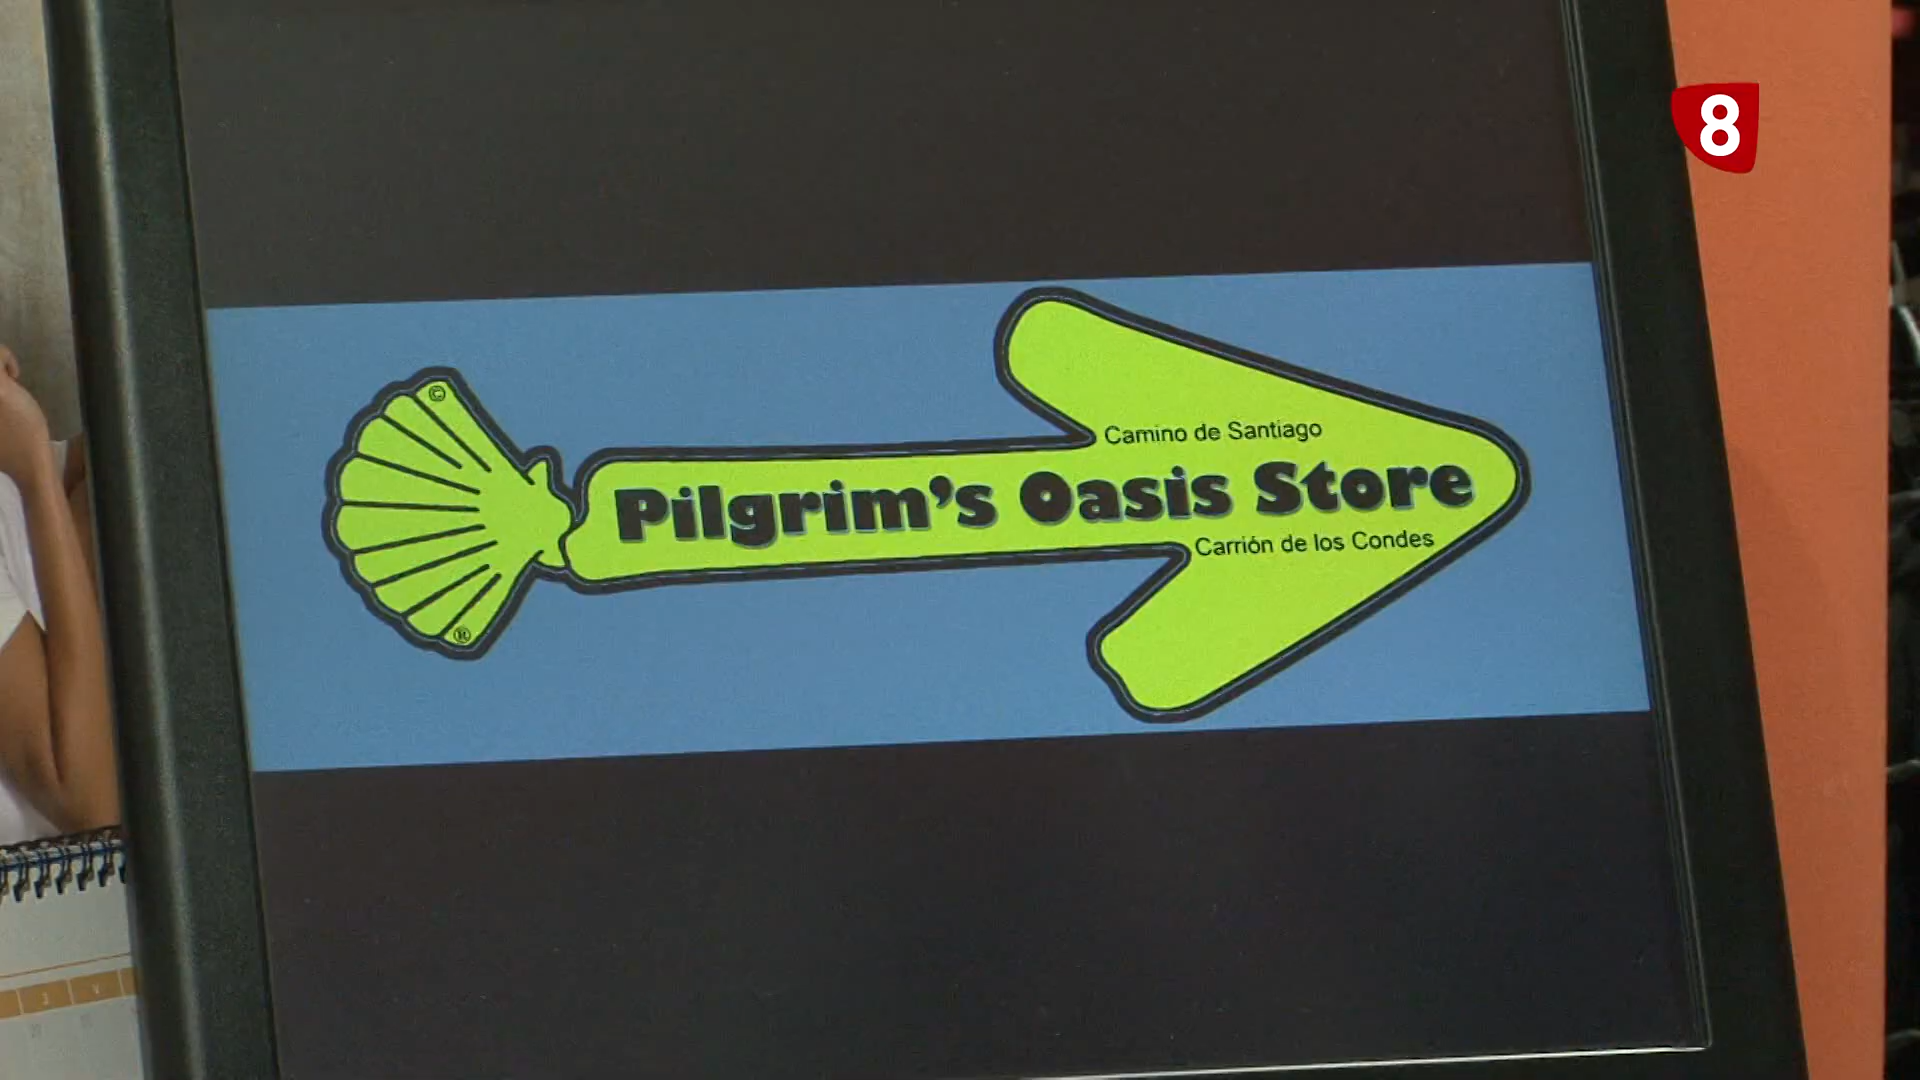 8
©
Camino de Santiago
Pilgrim's Oasis Store
Carrión de los Condes
®
J V